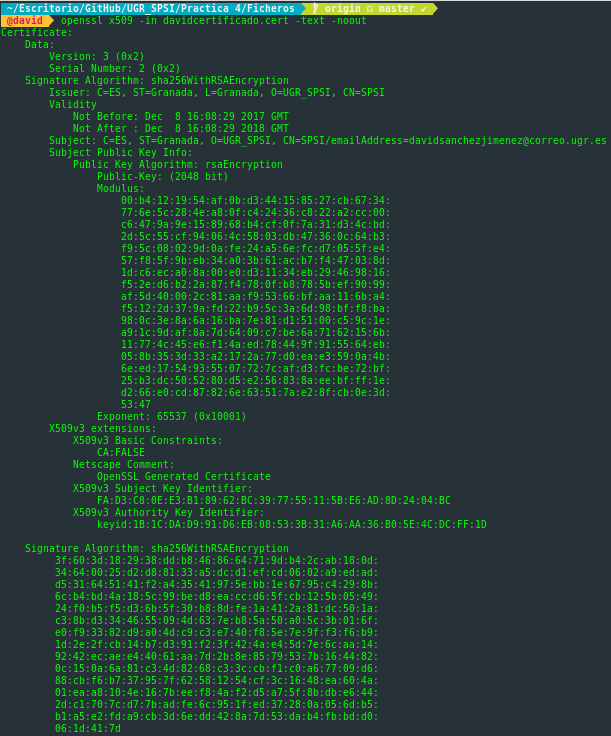 ~/Escritorio/GitHub/UGR_SPSI/Practica 4/Ficheros origin master ✓
@david openssl x509 -in davidcertificado.cert -text -noout
Certificate:
Data:
Version: 3 (0x2)
Serial Number: 2 (0x2)
Signature Algorithm: sha256WithRSAEncryption
Issuer: C=ES, ST=Granada, L=Granada, O=UGR_SPSI, CN=SPSI
Validity
Not Before: Dec  8 16:08:29 2017 GMT
Not After : Dec  8 16:08:29 2018 GMT
Subject: C=ES, ST=Granada, O=UGR_SPSI, CN=SPSI/emailAddress=davidsanchezjimenez@correo.ugr.es
Subject Public Key Info:
Public Key Algorithm: rsaEncryption
Public-Key: (2048 bit)
Modulus:
00:b4:12:19:54:af:0b:d3:44:15:85:27:cb:67:34:
77:6e:5c:28:4e:a8:0f:c4:24:36:c8:22:a2:cc:00:
c6:47:9a:9e:15:89:68:b4:cf:0f:7a:31:d3:4c:bd:
2d:5c:55:cf:94:06:4c:58:03:db:47:36:0c:64:b3:
f9:5c:08:02:9d:0a:fe:24:a5:6e:fc:d7:05:5f:e4:
57:f8:5f:9b:eb:34:a0:3b:61:ac:b7:f4:47:03:8d:
1d:c6:ec:a0:8a:00:e0:d3:11:34:eb:29:46:98:16:
f5:2e:d6:b2:2a:87:f4:78:0f:b8:78:5b:ef:90:99:
af:5d:40:00:2c:81:aa:f9:53:66:bf:aa:11:6b:a4:
f5:12:2d:37:9a:fd:22:b9:5c:3a:6d:98:bf:f8:ba:
98:0c:3e:8a:6a:16:ba:7e:81:d1:51:00:c5:9c:1e:
a9:1c:9d:af:8a:7d:64:09:c7:be:6a:71:62:15:6b:
11:77:4c:45:e6:f1:4a:ed:78:44:9f:91:55:64:eb:
05:8b:35:3d:33:a2:17:2a:77:d0:ea:e3:59:0a:4b:
6e:ed:17:54:93:55:07:72:7c:af:d3:fc:be:72:bf:
25:b3:dc:50:52:80:d5:e2:56:83:8a:ee:bf:ff:1e:
d2:66:e0:cd:87:82:6e:63:51:7a:e2:8f:cb:0e:3d:
53:47
Exponent: 65537 (0x10001)
X509v3 extensions:
X509v3 Basic Constraints:
CA:FALSE
Netscape Comment:
OpenSSL Generated Certificate
X509v3 Subject Key Identifier:
FA:D3:C8:0E:E3:B1:89:62:BC:39:77:55:11:5B:E6:AD:8D:24:04:BC
X509v3 Authority Key Identifier:
keyid:1B:1C:DA:D9:91:D6:EB:08:53:3B:31:A6:AA:36:B0:5E:4C:DC:FF:1D
Signature Algorithm: sha256WithRSAEncryption
3f:60:3d:18:29:38:dd:b8:46:86:64:71:9d:b4:2c:ab:18:0d:
34:64:00:25:d2:d8:81:33:a5:dc:d1:ef:cd:06:02:a9:ed:ad:
d5:31:64:51:41:f2:a4:35:41:97:5e:bb:1e:67:95:c4:29:8b:
6c:b4:bd:4a:18:5c:99:be:d8:ea:cc:d6:5f:cb:12:5b:05:49:
24:f0:b5:f5:d3:6b:5f:30:b8:8d:fe:1a:41:2a:81:dc:50:1a:
c3:8b:d3:34:46:55:09:4d:63:7e:b8:5a:50:a0:5c:3b:01:6f:
e0:f9:33:82:d9:a0:4d:c9:c3:e7:40:f8:5e:7e:9f:f3:f6:b9:
1d:2e:2f:cb:14:b7:d3:91:f2:3f:42:4a:e4:5d:7e:6c:aa:14:
92:42:ec:ae:e4:40:61:aa:7d:2b:8e:85:79:53:7b:16:44:82:
0c:15:0a:6a:81:c3:4d:82:68:c3:3c:cb:f1:c0:a6:77:09:d6:
88:cb:f6:b7:37:95:7f:62:58:12:54:cf:3c:16:48:ea:60:4a:
01:ea:a8:10:4e:16:7b:ee:f8:4a:f2:d5:a7:5f:8b:db:e6:44:
2d:c1:70:7c:d7:7b:ad:fe:6c:95:1f:ed:37:28:0a:05:6d:b5:
b1:a5:e2:fd:a9:cb:3d:6e:dd:42:8a:7d:53:da:b4:fb:bd:d0:
06:1d:41:7d